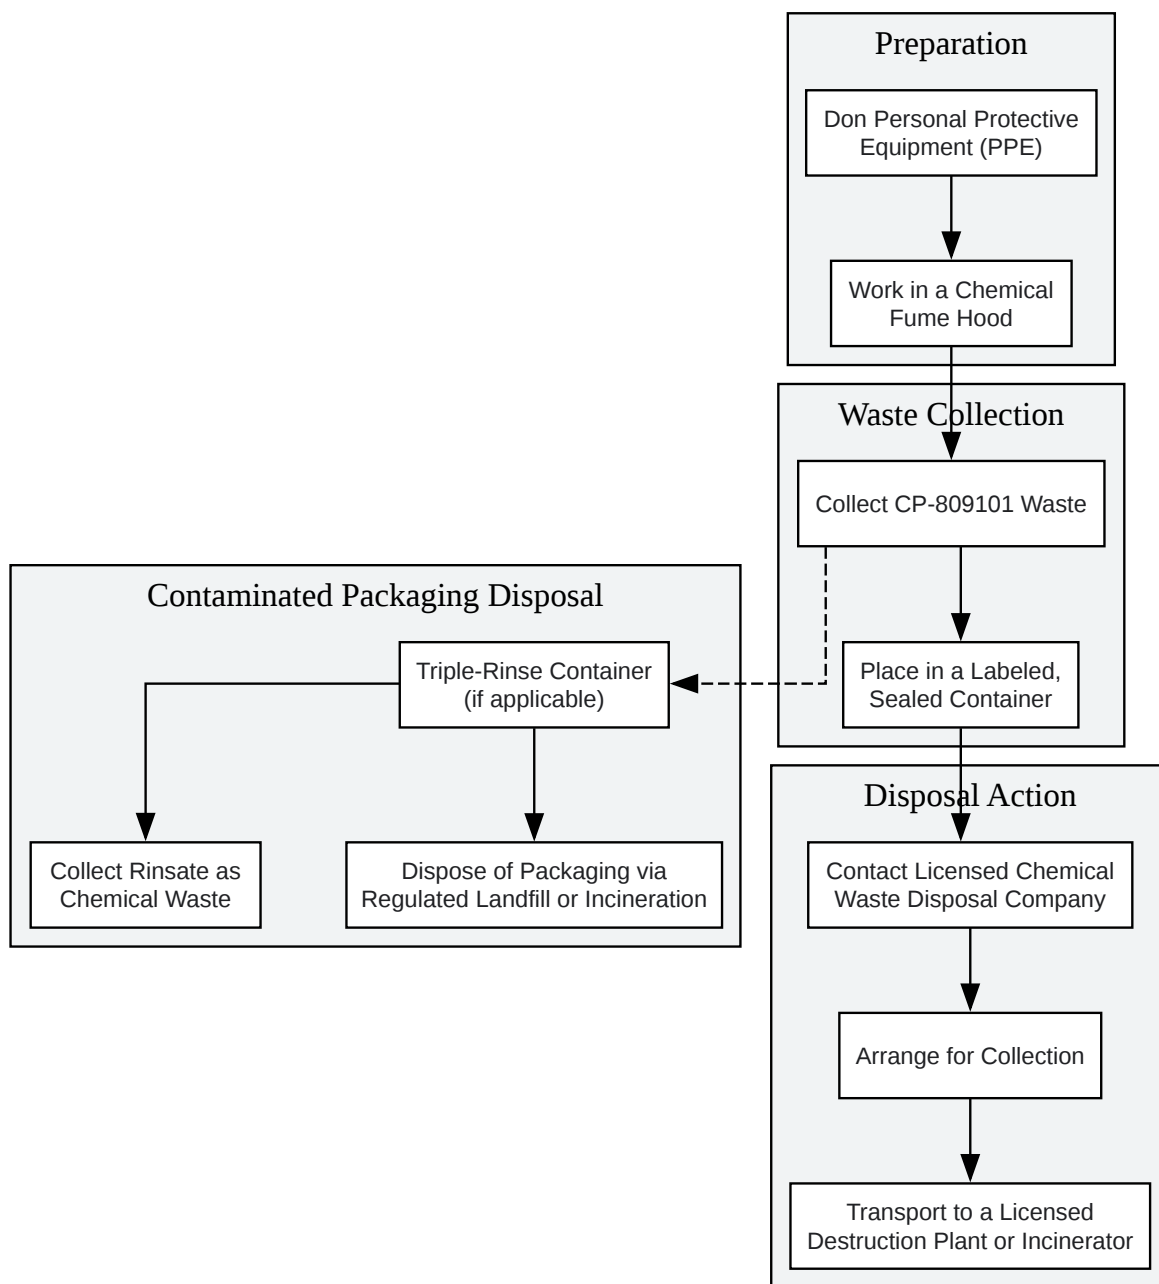 Preparation
Don Personal Protective
Equipment (PPE)
Work in a Chemical
Fume Hood
Waste Collection
Collect CP-809101 Waste
Place in a Labeled,
Sealed Container
Contaminated Packaging Disposal
Triple-Rinse Container
(if applicable)
Collect Rinsate as
Chemical Waste
Dispose of Packaging via
Regulated Landfill or Incineration
Disposal Action
Contact Licensed Chemical
Waste Disposal Company
Arrange for Collection
Transport to a Licensed
Destruction Plant or Incinerator